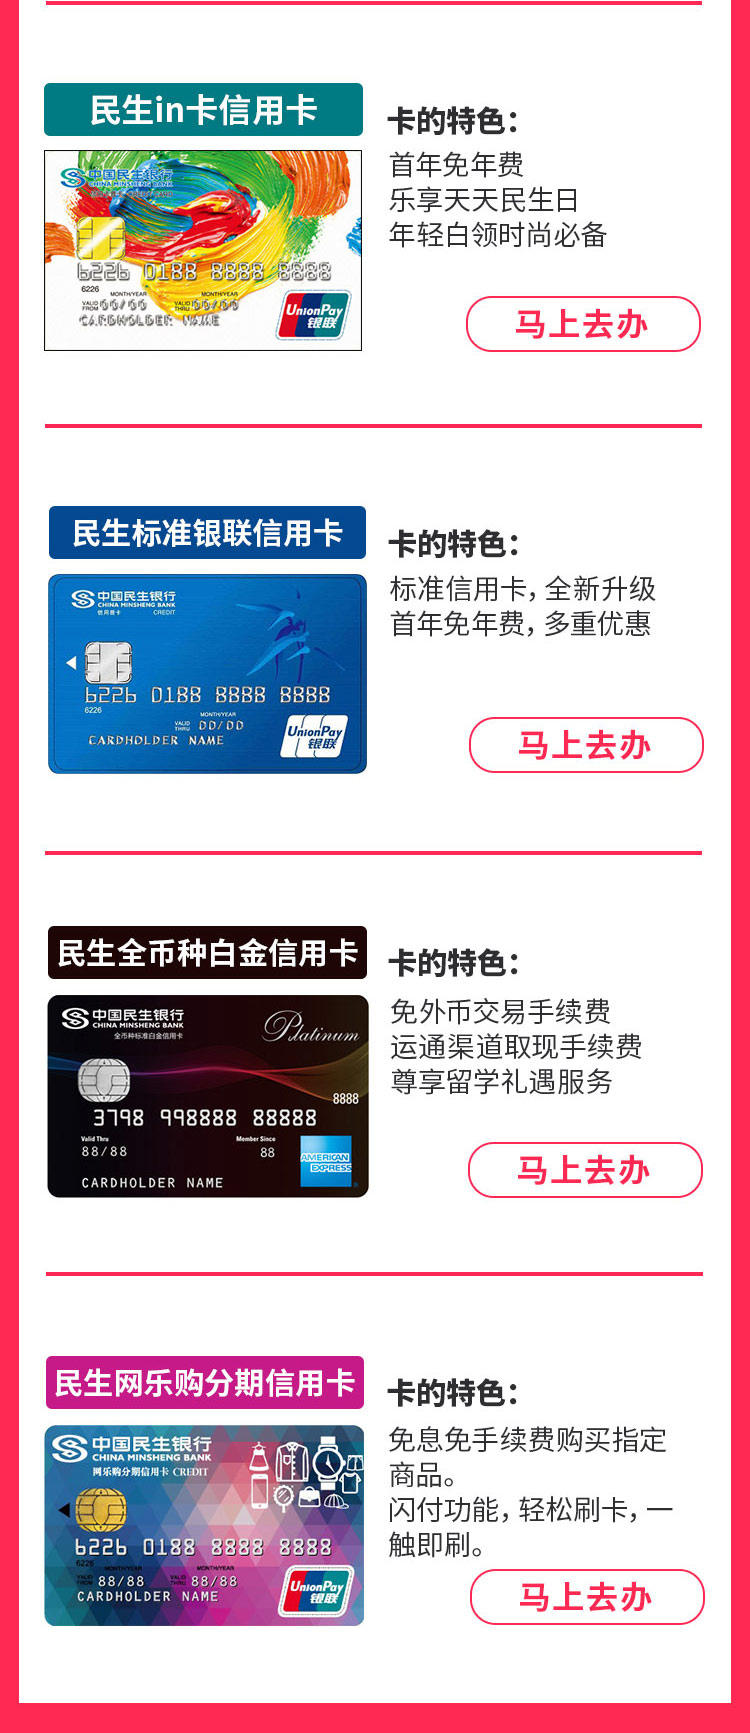 民生in卡信用卡
卡的特色：
首年免年费
乐享天天民生日
年轻白领时尚必备
马上去办
中国民生银行
CHINA MINSHENG BANK
6226 0188 8888 8888
6226
MONTH/YEAR MONTH/YEAR
VALID FROM 00/00 VALID THRU 00/00
CARDHOLDER NAME
UnionPay
银联
民生标准银联信用卡
卡的特色：
标准信用卡，全新升级
首年免年费，多重优惠
马上去办
中国民生银行
CHINA MINSHENG BANK
CREDIT
6226 0188 8888 8888
6226
MONTH/YEAR
VALID THRU 00/00
CARDHOLDER NAME
UnionPay
银联
民生全币种白金信用卡
卡的特色：
免外币交易手续费
运通渠道取现手续费
尊享留学礼遇服务
马上去办
中国民生银行
CHINA MINSHENG BANK
全币种标准白金信用卡
Platinum
8888
3798 998888 88888
Valid Thru Member Since
88/88 88
CARDHOLDER NAME
AMERICAN EXPRESS
民生网乐购分期信用卡
卡的特色：
免息免手续费购买指定
商品。
闪付功能，轻松刷卡，一
触即刷。
马上去办
中国民生银行
CHINA MINSHENG BANK
网乐购分期信用卡 CREDIT
6226 0188 8888 8888
6226
MONTH/YEAR MONTH/YEAR
VALID FROM 88/88 VALID THRU 88/88
CARDHOLDER NAME
UnionPay
银联